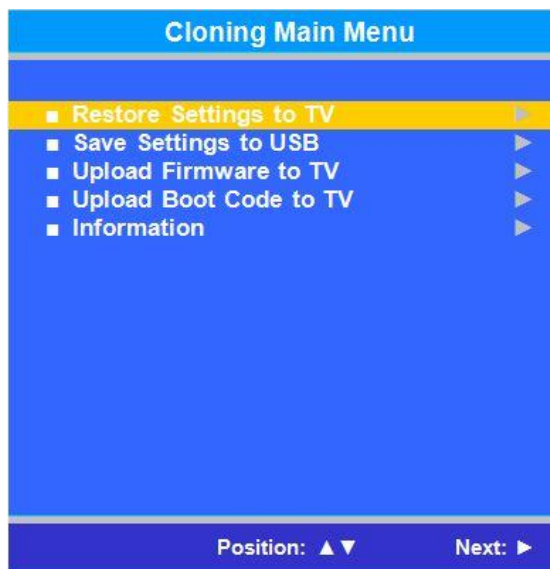 Cloning Main Menu
■ Restore Settings to TV ▶
■ Save Settings to USB ▶
■ Upload Firmware to TV ▶
■ Upload Boot Code to TV ▶
■ Information ▶
Position: ▲▼ Next: ▶